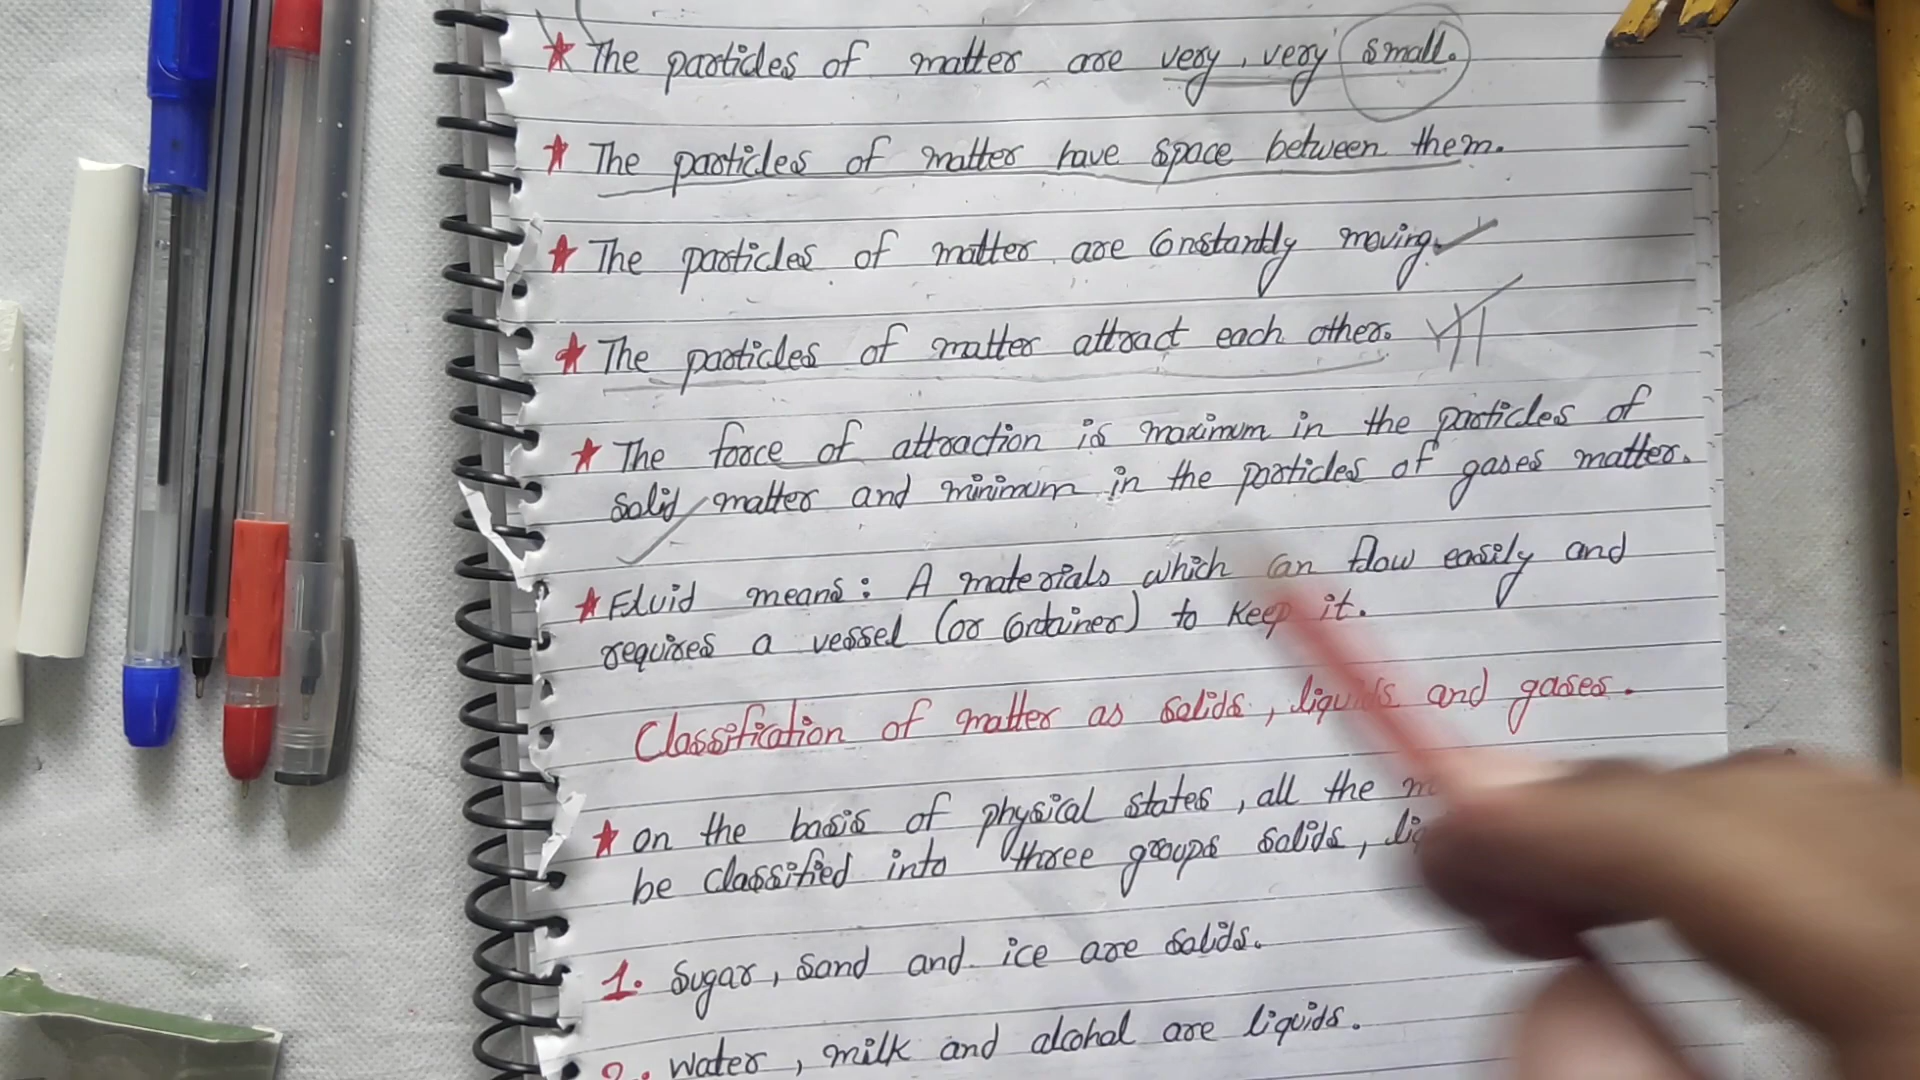 ★ The particles of matter are very, very small.
★ The particles of matter have space between them.
★ The particles of matter are Constantly moving.
★ The particles of matter attract each other.
★ The force of attraction is maximum in the particles of
solid matter and minimum in the particles of gases matter.
★ Fluid means: A materials which can flow easily and
requires a vessel (or Container) to keep it.
Classification of matter as solids, liquids and gases.
★ on the basis of physical states, all the
be classified into three groups solids,
1. Sugar, sand and ice are solids.
2. Water, milk and alcohal are liquids.